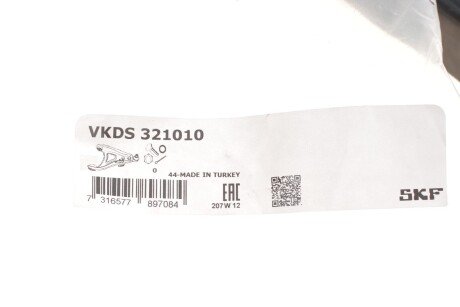 VKDS 321010
0
44-MADE IN TURKEY
7 316577 897084
EAC
207W 12
SKF